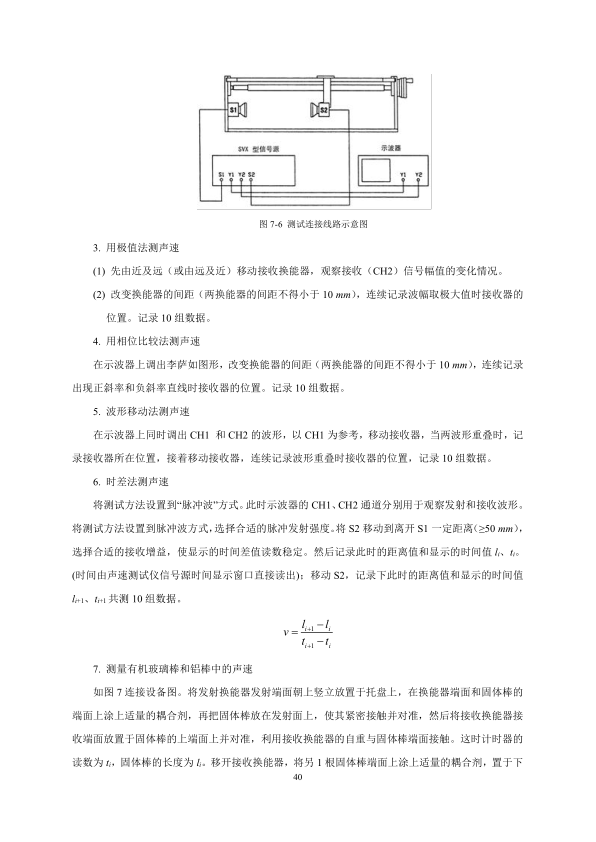 S1
S2
SVX 型信号源
示波器
S1 Y1 Y2 S2
Y1 Y2
图 7-6 测试连接线路示意图
3. 用极值法测声速
(1) 先由近及远（或由远及近）移动接收换能器，观察接收（CH2）信号幅值的变化情况。
(2) 改变换能器的间距（两换能器的间距不得小于 10 mm），连续记录波幅取极大值时接收器的
位置。记录 10 组数据。
4. 用相位比较法测声速
在示波器上调出李萨如图形，改变换能器的间距（两换能器的间距不得小于 10 mm），连续记录
出现正斜率和负斜率直线时接收器的位置。记录 10 组数据。
5. 波形移动法测声速
在示波器上同时调出 CH1 和 CH2 的波形，以 CH1 为参考，移动接收器，当两波形重叠时，记
录接收器所在位置，接着移动接收器，连续记录波形重叠时接收器的位置，记录 10 组数据。
6. 时差法测声速
将测试方法设置到“脉冲波”方式。此时示波器的 CH1、CH2 通道分别用于观察发射和接收波形。
将测试方法设置到脉冲波方式，选择合适的脉冲发射强度。将 S2 移动到离开 S1 一定距离（≥50 mm），
选择合适的接收增益，使显示的时间差值读数稳定。然后记录此时的距离值和显示的时间值 li、ti。
(时间由声速测试仪信号源时间显示窗口直接读出)；移动 S2，记录下此时的距离值和显示的时间值
li+1、ti+1 共测 10 组数据。
v = (li+1 − li) / (ti+1 − ti)
7. 测量有机玻璃棒和铝棒中的声速
如图 7 连接设备图。将发射换能器发射端面朝上竖立放置于托盘上，在换能器端面和固体棒的
端面上涂上适量的耦合剂，再把固体棒放在发射面上，使其紧密接触并对准，然后将接收换能器接
收端面放置于固体棒的上端面上并对准，利用接收换能器的自重与固体棒端面接触。这时计时器的
读数为 ti，固体棒的长度为 li。移开接收换能器，将另 1 根固体棒端面上涂上适量的耦合剂，置于下
40